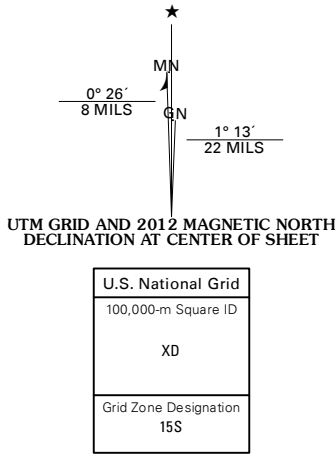 MN
0° 26´
8 MILS
GN
1° 13´
22 MILS
UTM GRID AND 2012 MAGNETIC NORTH
DECLINATION AT CENTER OF SHEET
U.S. National Grid
100,000-m Square ID
XD
Grid Zone Designation
15S